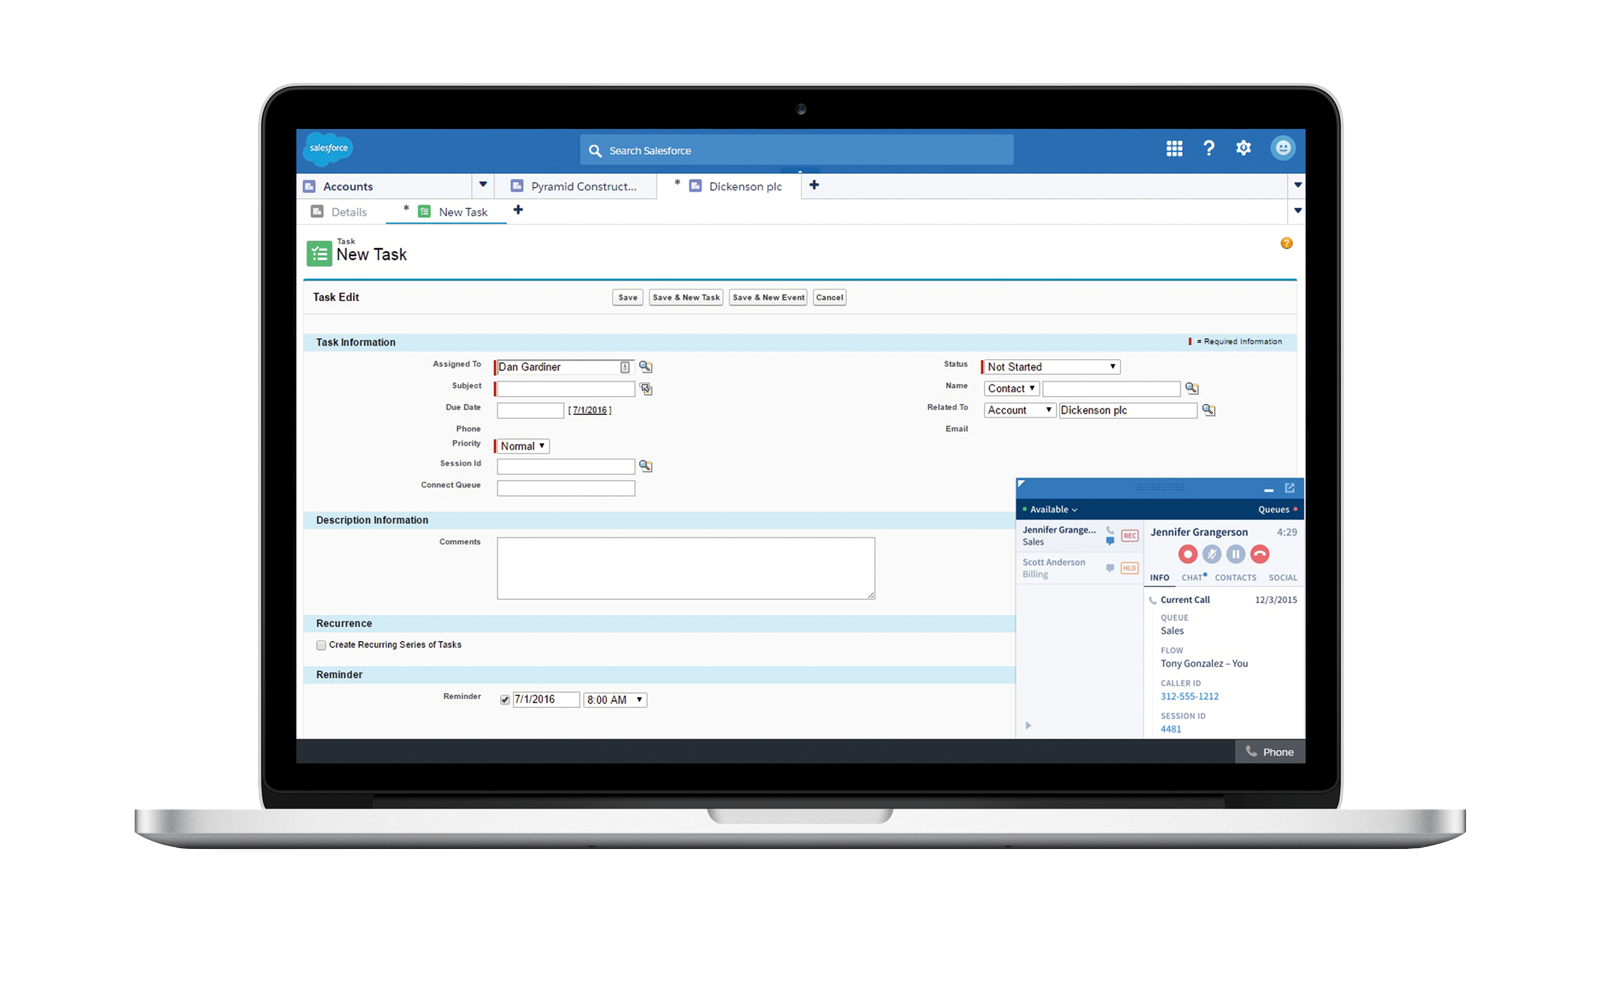 salesforce
Search Salesforce
?
Accounts
Pyramid Construct...
* Dickenson plc
+
Details
* New Task
+
Task
New Task
?
Task Edit
Save
Save & New Task
Save & New Event
Cancel
Task Information
= Required Information
Assigned To Dan Gardiner
Status Not Started
Subject
Name Contact
Due Date [ 7/1/2016 ]
Related To Account Dickenson plc
Phone
Email
Priority Normal
Session Id
Connect Queue
Description Information
Comments
Recurrence
Create Recurring Series of Tasks
Reminder
Reminder 7/1/2016 8:00 AM
Available
Queues
Jennifer Grange...
Sales
REC
Scott Anderson
Billing
HLD
Jennifer Grangerson 4:29
INFO CHAT CONTACTS SOCIAL
Current Call 12/3/2015
QUEUE
Sales
FLOW
Tony Gonzalez – You
CALLER ID
312-555-1212
SESSION ID
4481
Phone